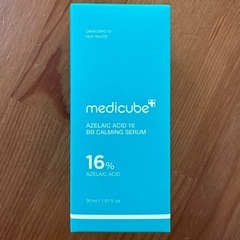 Dedicated to
real results.
medicube+
AZELAIC ACID 16
BB CALMING SERUM
16%
AZELAIC ACID
30 ml / 1.01 fl. oz